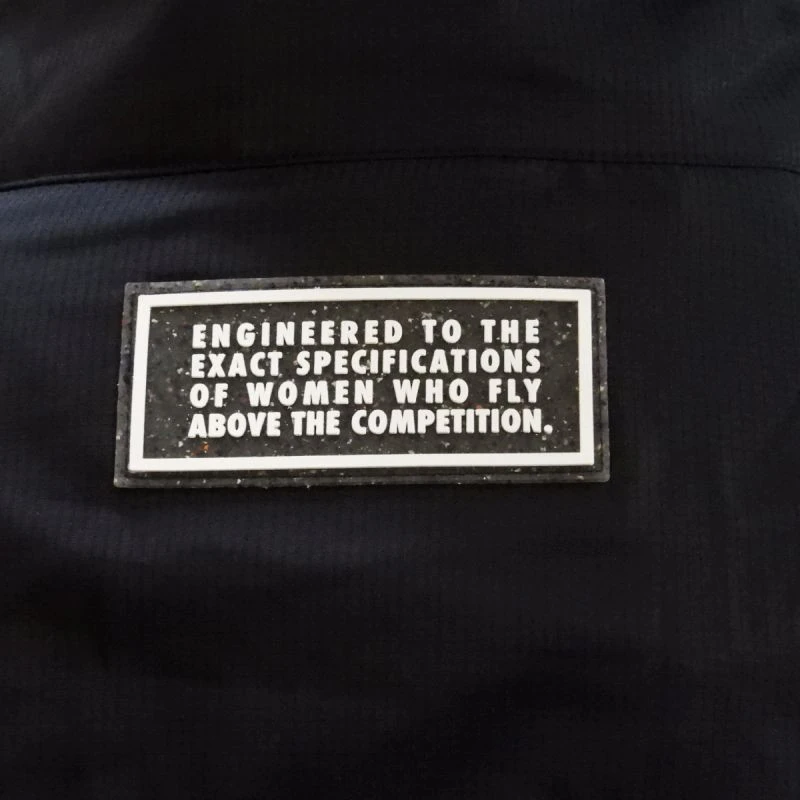 ENGINEERED TO THE
EXACT SPECIFICATIONS
OF WOMEN WHO FLY
ABOVE THE COMPETITION.